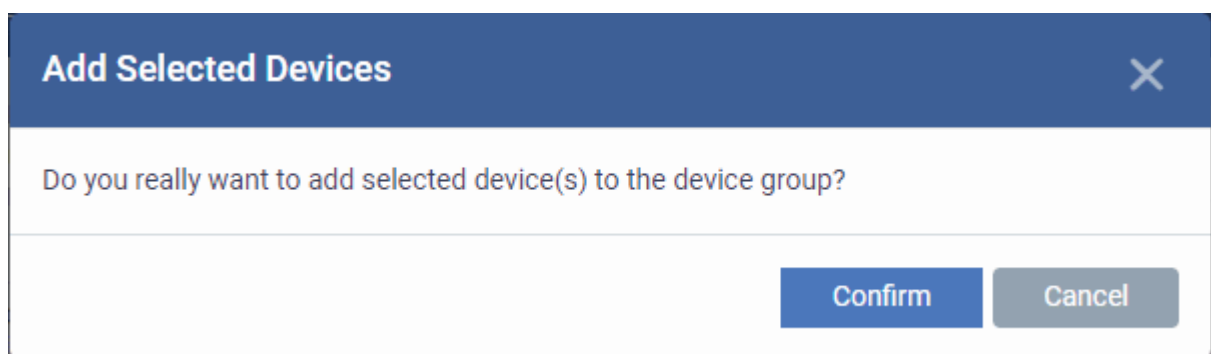 Add Selected Devices
Do you really want to add selected device(s) to the device group?
Confirm Cancel